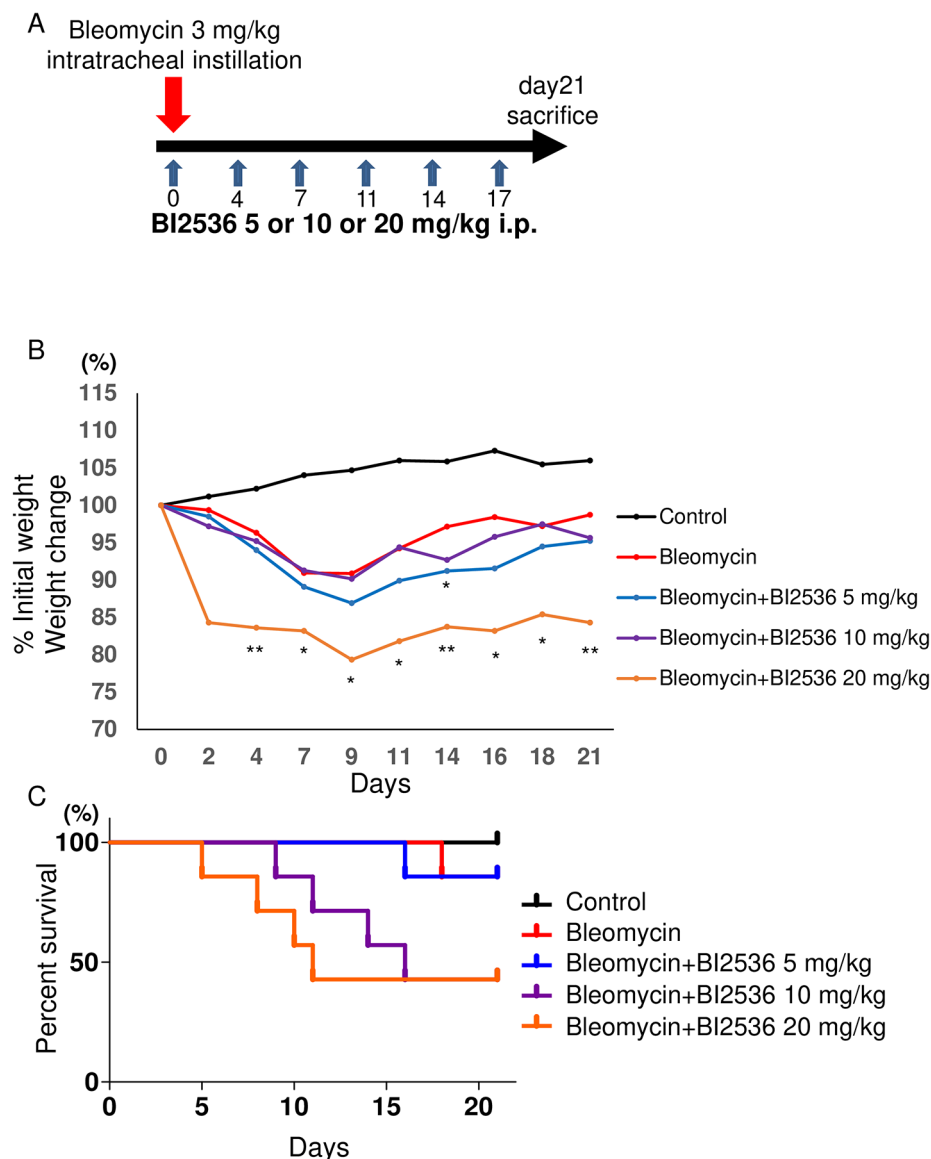 A
Bleomycin 3 mg/kg
intratracheal instillation
day21
sacrifice
0 4 7 11 14 17
BI2536 5 or 10 or 20 mg/kg i.p.
B
(%)
115
110
105
100
95
90
85
80
75
70
% Initial weight
Weight change
** * * * ** * * **
*
0 2 4 7 9 11 14 16 18 21
Days
Control
Bleomycin
Bleomycin+BI2536 5 mg/kg
Bleomycin+BI2536 10 mg/kg
Bleomycin+BI2536 20 mg/kg
C
(%)
100
50
0
Percent survival
0 5 10 15 20
Days
Control
Bleomycin
Bleomycin+BI2536 5 mg/kg
Bleomycin+BI2536 10 mg/kg
Bleomycin+BI2536 20 mg/kg